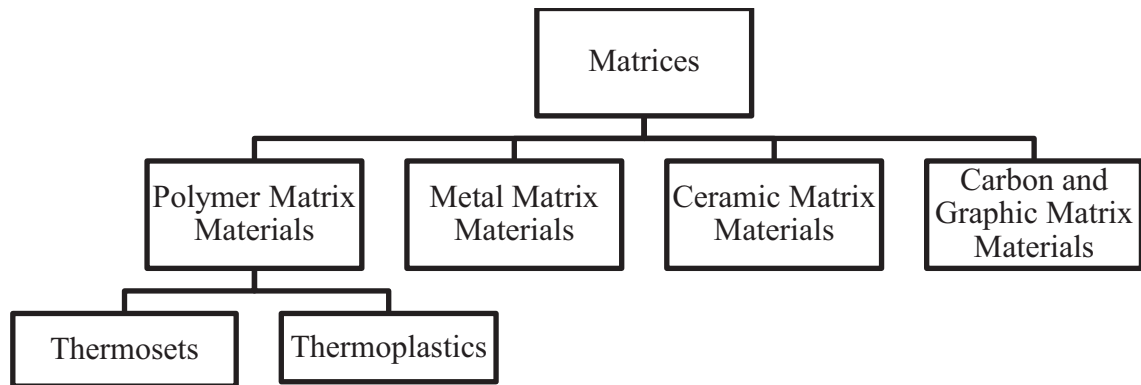 Matrices
Polymer Matrix
Materials
Metal Matrix
Materials
Ceramic Matrix
Materials
Carbon and
Graphic Matrix
Materials
Thermosets
Thermoplastics